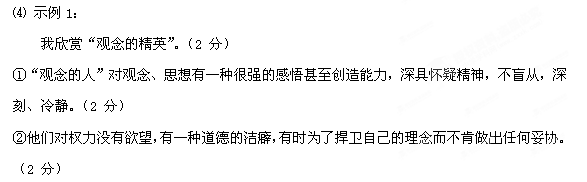 ⑷ 示例 1：
我欣赏“观念的精英”。（2 分）
①“观念的人”对观念、思想有一种很强的感悟甚至创造能力，深具怀疑精神，不盲从，深
刻、冷静。（2 分）
②他们对权力没有欲望，有一种道德的洁癖，有时为了捍卫自己的理念而不肯做出任何妥协。
（2 分）